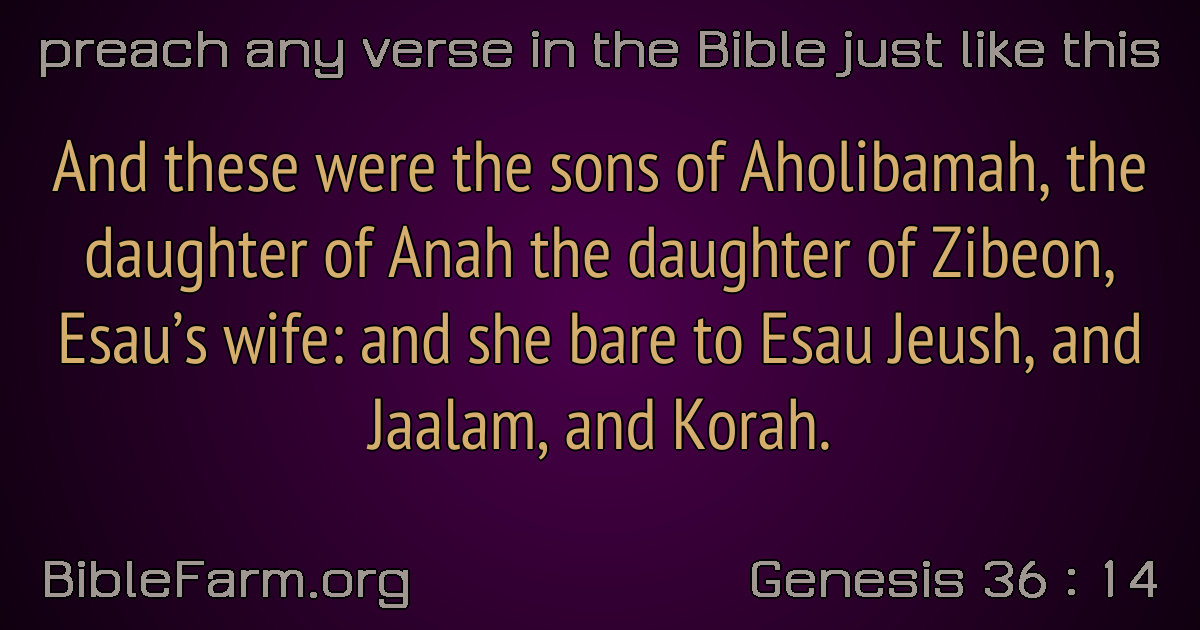 preach any verse in the Bible just like this
And these were the sons of Aholibamah, the
daughter of Anah the daughter of Zibeon,
Esau’s wife: and she bare to Esau Jeush, and
Jaalam, and Korah.
BibleFarm.org
Genesis 36 : 14